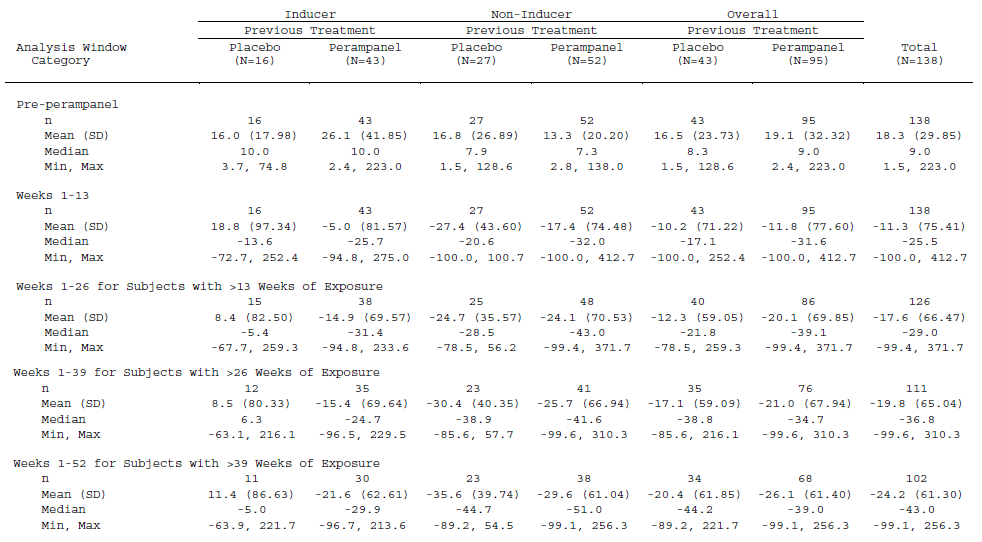 Inducer Non-Inducer Overall
Previous Treatment Previous Treatment Previous Treatment
Analysis Window Placebo Perampanel Placebo Perampanel Placebo Perampanel Total
Category (N=16) (N=43) (N=27) (N=52) (N=43) (N=95) (N=138)
Pre-perampanel
n 16 43 27 52 43 95 138
Mean (SD) 16.0 (17.98) 26.1 (41.85) 16.8 (26.89) 13.3 (20.20) 16.5 (23.73) 19.1 (32.32) 18.3 (29.85)
Median 10.0 10.0 7.9 7.3 8.3 9.0 9.0
Min, Max 3.7, 74.8 2.4, 223.0 1.5, 128.6 2.8, 138.0 1.5, 128.6 2.4, 223.0 1.5, 223.0
Weeks 1-13
n 16 43 27 52 43 95 138
Mean (SD) 18.8 (97.34) -5.0 (81.57) -27.4 (43.60) -17.4 (74.48) -10.2 (71.22) -11.8 (77.60) -11.3 (75.41)
Median -13.6 -25.7 -20.6 -32.0 -17.1 -31.6 -25.5
Min, Max -72.7, 252.4 -94.8, 275.0 -100.0, 100.7 -100.0, 412.7 -100.0, 252.4 -100.0, 412.7 -100.0, 412.7
Weeks 1-26 for Subjects with >13 Weeks of Exposure
n 15 38 25 48 40 86 126
Mean (SD) 8.4 (82.50) -14.9 (69.57) -24.7 (35.57) -24.1 (70.53) -12.3 (59.05) -20.1 (69.85) -17.6 (66.47)
Median -5.4 -31.4 -28.5 -43.0 -21.8 -39.1 -29.0
Min, Max -67.7, 259.3 -94.8, 233.6 -78.5, 56.2 -99.4, 371.7 -78.5, 259.3 -99.4, 371.7 -99.4, 371.7
Weeks 1-39 for Subjects with >26 Weeks of Exposure
n 12 35 23 41 35 76 111
Mean (SD) 8.5 (80.33) -15.4 (69.64) -30.4 (40.35) -25.7 (66.94) -17.1 (59.09) -21.0 (67.94) -19.8 (65.04)
Median 6.3 -24.7 -38.9 -41.6 -38.8 -34.7 -36.8
Min, Max -63.1, 216.1 -96.5, 229.5 -85.6, 57.7 -99.6, 310.3 -85.6, 216.1 -99.6, 310.3 -99.6, 310.3
Weeks 1-52 for Subjects with >39 Weeks of Exposure
n 11 30 23 38 34 68 102
Mean (SD) 11.4 (86.63) -21.6 (62.61) -35.6 (39.74) -29.6 (61.04) -20.4 (61.85) -26.1 (61.40) -24.2 (61.30)
Median -5.0 -29.9 -44.7 -51.0 -44.2 -39.0 -43.0
Min, Max -63.9, 221.7 -96.7, 213.6 -89.2, 54.5 -99.1, 256.3 -89.2, 221.7 -99.1, 256.3 -99.1, 256.3